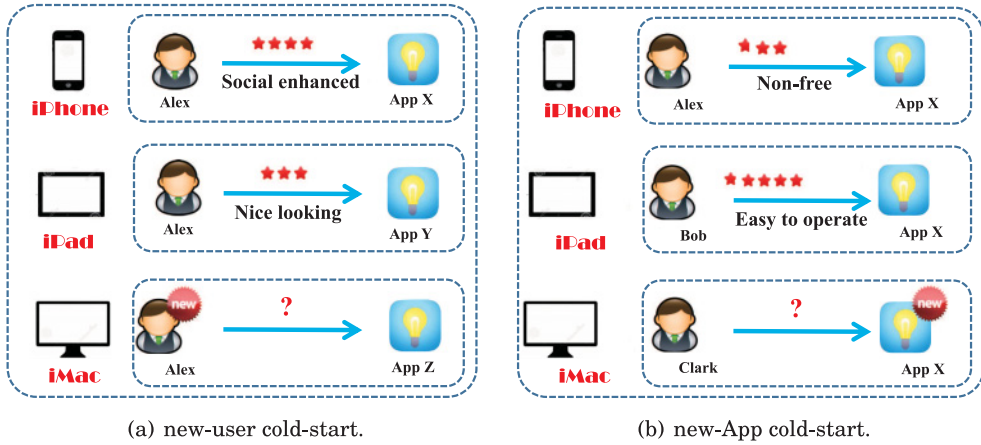 Social enhanced
Alex
App X
iPhone
Nice looking
Alex
App Y
iPad
new
?
Alex
App Z
iMac
(a) new-user cold-start.
Non-free
Alex
App X
iPhone
Easy to operate
Bob
App X
iPad
new
?
Clark
App X
iMac
(b) new-App cold-start.